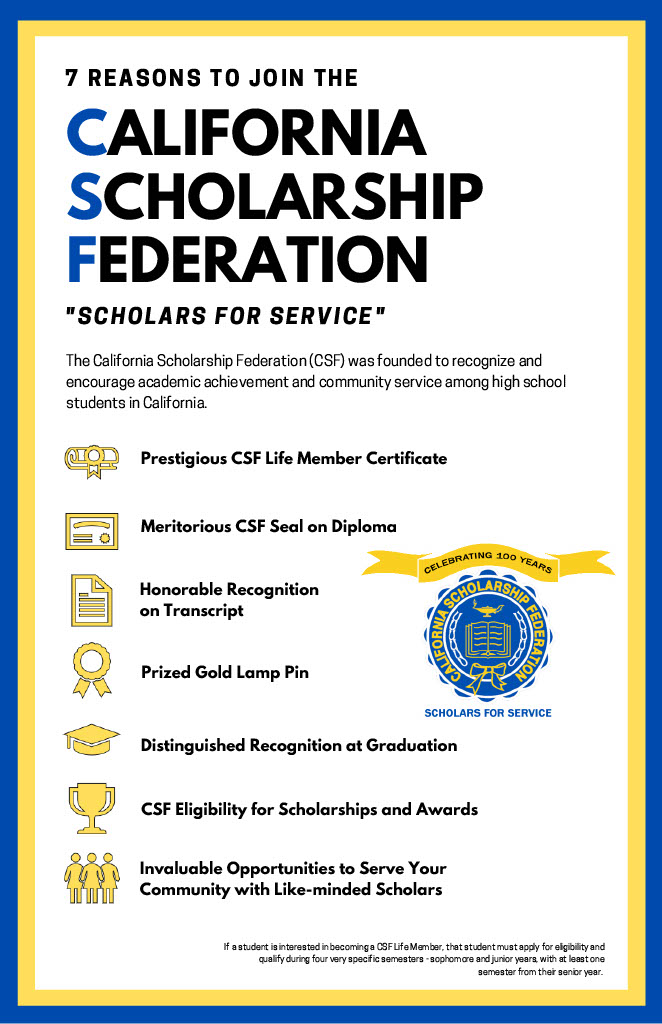 7 REASONS TO JOIN THE
CALIFORNIA
SCHOLARSHIP
FEDERATION
"SCHOLARS FOR SERVICE"
The California Scholarship Federation (CSF) was founded to recognize and
encourage academic achievement and community service among high school
students in California.
Prestigious CSF Life Member Certificate
Meritorious CSF Seal on Diploma
Honorable Recognition
on Transcript
Prized Gold Lamp Pin
Distinguished Recognition at Graduation
CSF Eligibility for Scholarships and Awards
Invaluable Opportunities to Serve Your
Community with Like-minded Scholars
CELEBRATING 100 YEARS
CALIFORNIA SCHOLARSHIP FEDERATION
SCHOLARS FOR SERVICE
If a student is interested in becoming a CSF Life Member, that student must apply for eligibility and
qualify during four very specific semesters - sophomore and junior years, with at least one
semester from their senior year.